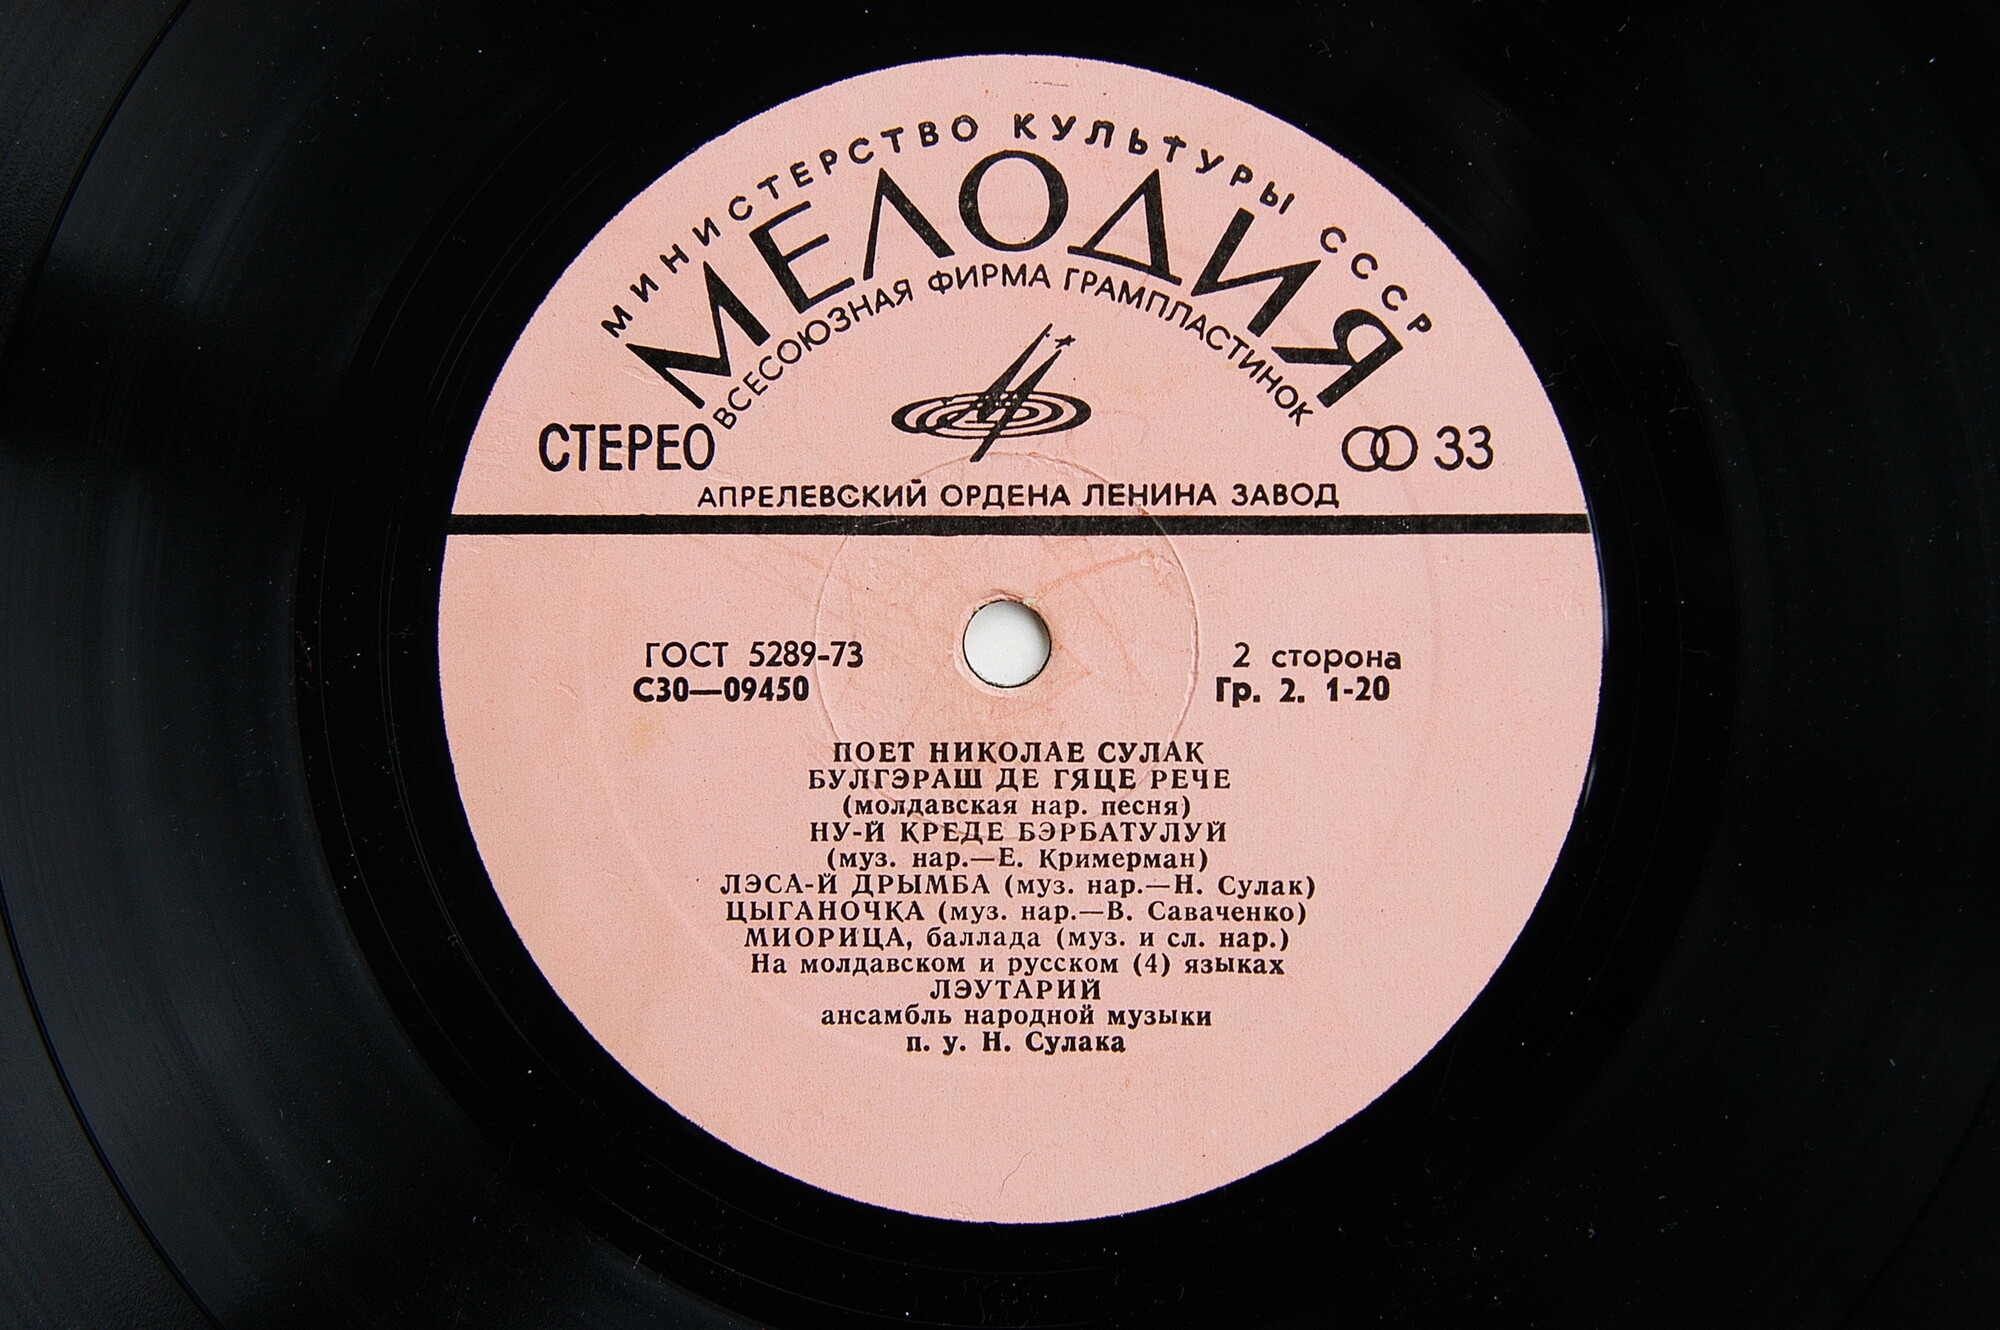 МИНИСТЕРСТВО КУЛЬТУРЫ СССР
МЕЛОДИЯ
ВСЕСОЮЗНАЯ ФИРМА ГРАМПЛАСТИНОК
СТЕРЕО
33
АПРЕЛЕВСКИЙ ОРДЕНА ЛЕНИНА ЗАВОД
ГОСТ 5289-73
С30—09450
2 сторона
Гр. 2. 1-20
ПОЕТ НИКОЛАЕ СУЛАК
БУЛГЭРАШ ДЕ ГЯЦЕ РЕЧЕ
(молдавская нар. песня)
НУ-Й КРЕДЕ БЭРБАТУЛУЙ
(муз. нар.—Е. Кримерман)
ЛЭСА-Й ДРЫМБА (муз. нар.—Н. Сулак)
ЦЫГАНОЧКА (муз. нар.—В. Саваченко)
МИОРИЦА, баллада (муз. и сл. нар.)
На молдавском и русском (4) языках
ЛЭУТАРИЙ
ансамбль народной музыки
п. у. Н. Сулака